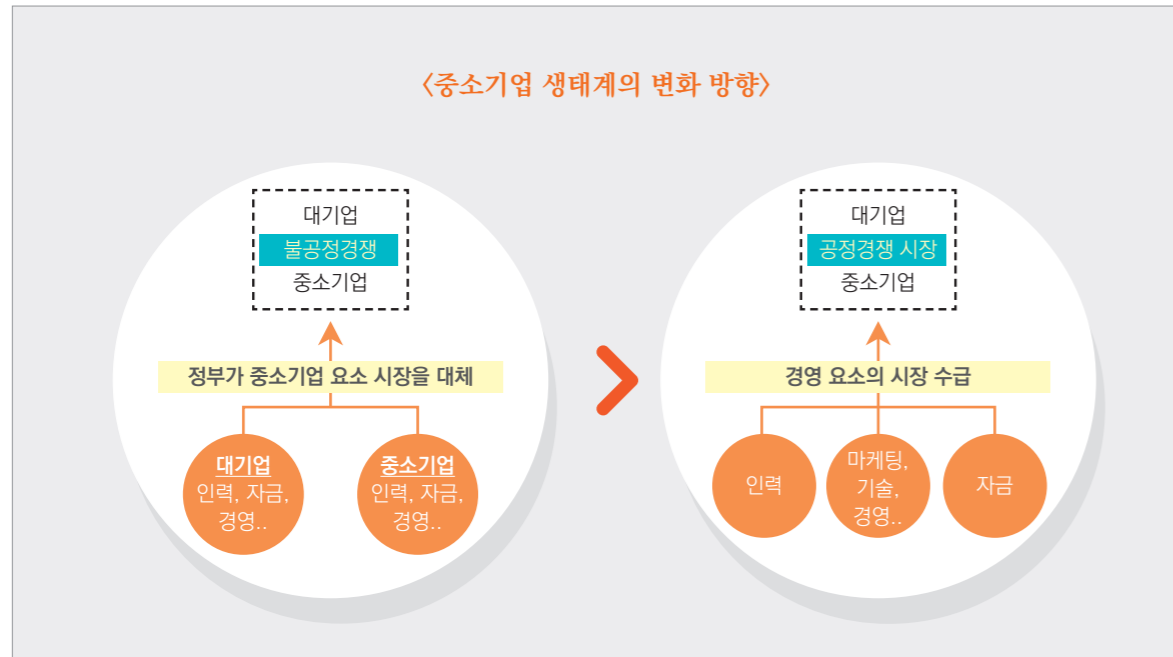 〈중소기업 생태계의 변화 방향〉
대기업
불공정경쟁
중소기업
정부가 중소기업 요소 시장을 대체
대기업
인력, 자금,
경영..
중소기업
인력, 자금,
경영..
대기업
공정경쟁 시장
중소기업
경영 요소의 시장 수급
인력
마케팅,
기술,
경영..
자금